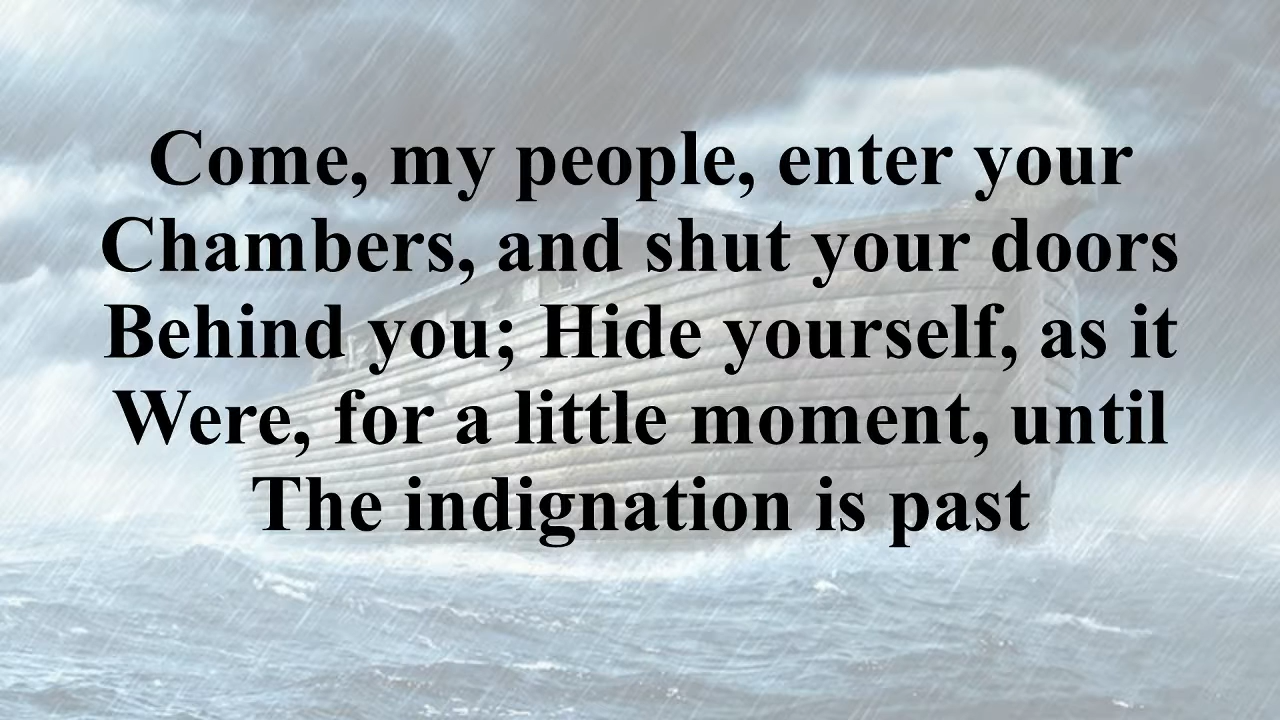 Come, my people, enter your
Chambers, and shut your doors
Behind you; Hide yourself, as it
Were, for a little moment, until
The indignation is past